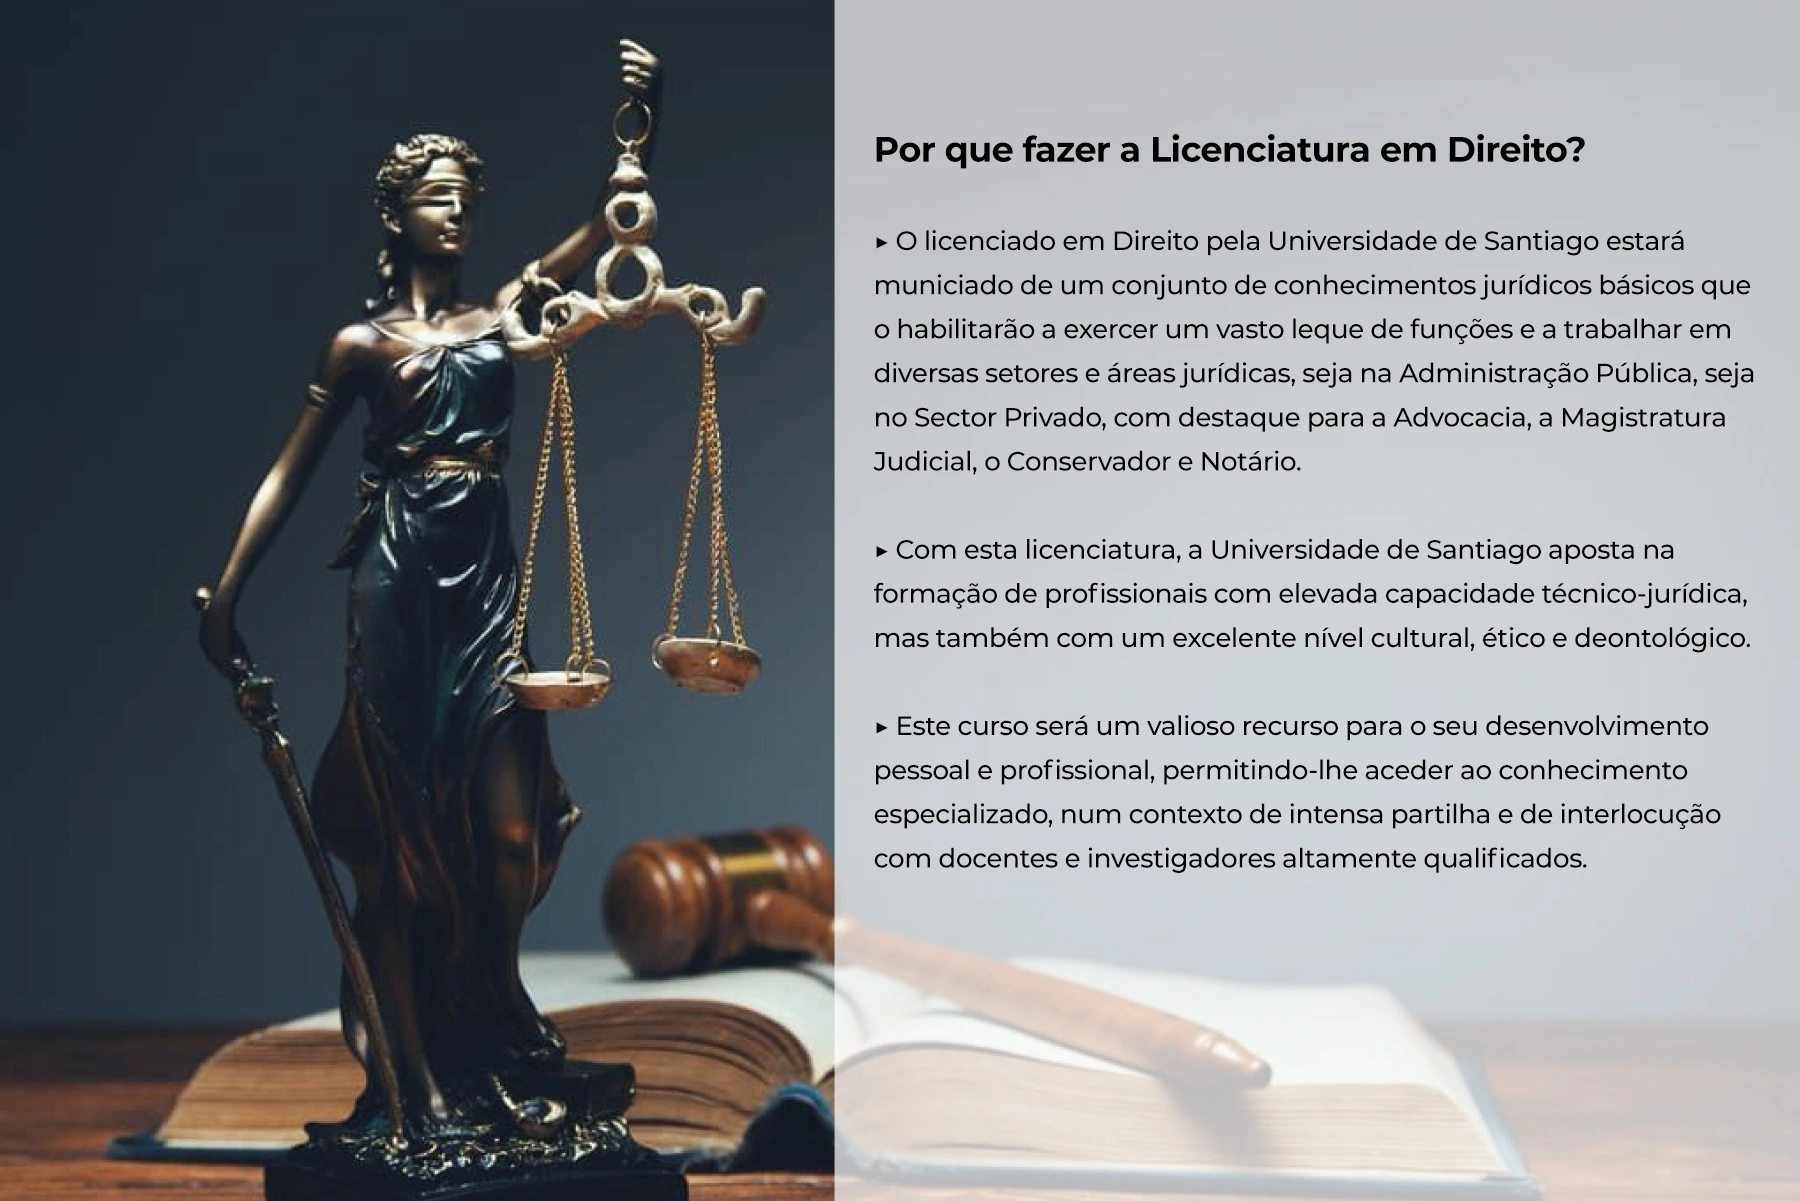 Por que fazer a Licenciatura em Direito?
▸ O licenciado em Direito pela Universidade de Santiago estará
municiado de um conjunto de conhecimentos jurídicos básicos que
o habilitarão a exercer um vasto leque de funções e a trabalhar em
diversas setores e áreas jurídicas, seja na Administração Pública, seja
no Sector Privado, com destaque para a Advocacia, a Magistratura
Judicial, o Conservador e Notário.
▸ Com esta licenciatura, a Universidade de Santiago aposta na
formação de profissionais com elevada capacidade técnico-jurídica,
mas também com um excelente nível cultural, ético e deontológico.
▸ Este curso será um valioso recurso para o seu desenvolvimento
pessoal e profissional, permitindo-lhe aceder ao conhecimento
especializado, num contexto de intensa partilha e de interlocução
com docentes e investigadores altamente qualificados.